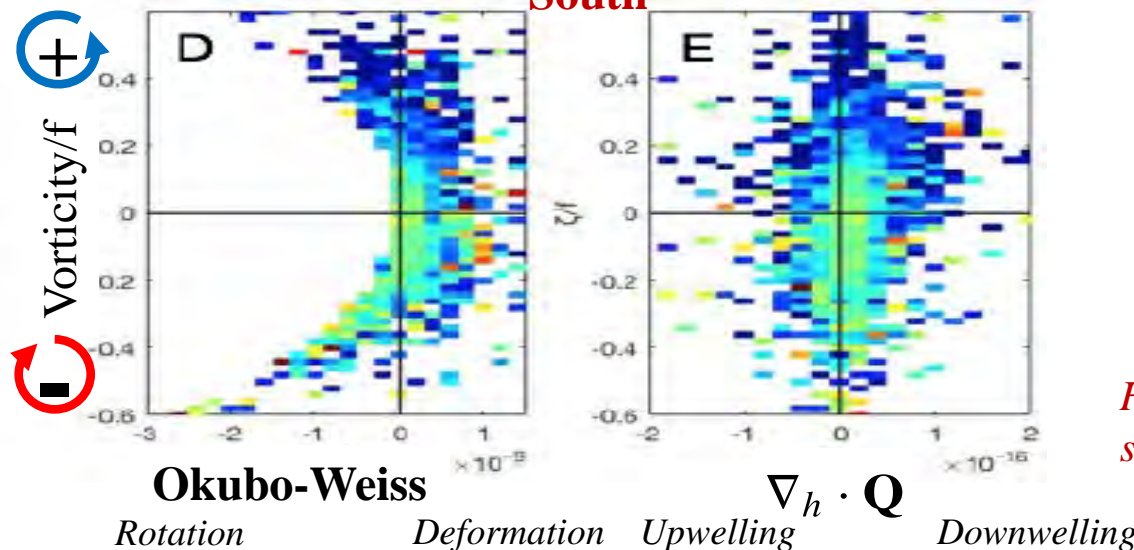 South
D
E
+
Vorticity/f
-
0.4
0.2
0
0.2
-0.4
-0.6
-3 -2 -1 0 1
×10⁻⁹
ζ/f
0.4
0.2
0
0.2
-0.4
-0.6
-2 -1 0 1 2
×10⁻¹⁶
Okubo-Weiss
∇ₕ · Q
Rotation Deformation Upwelling Downwelling